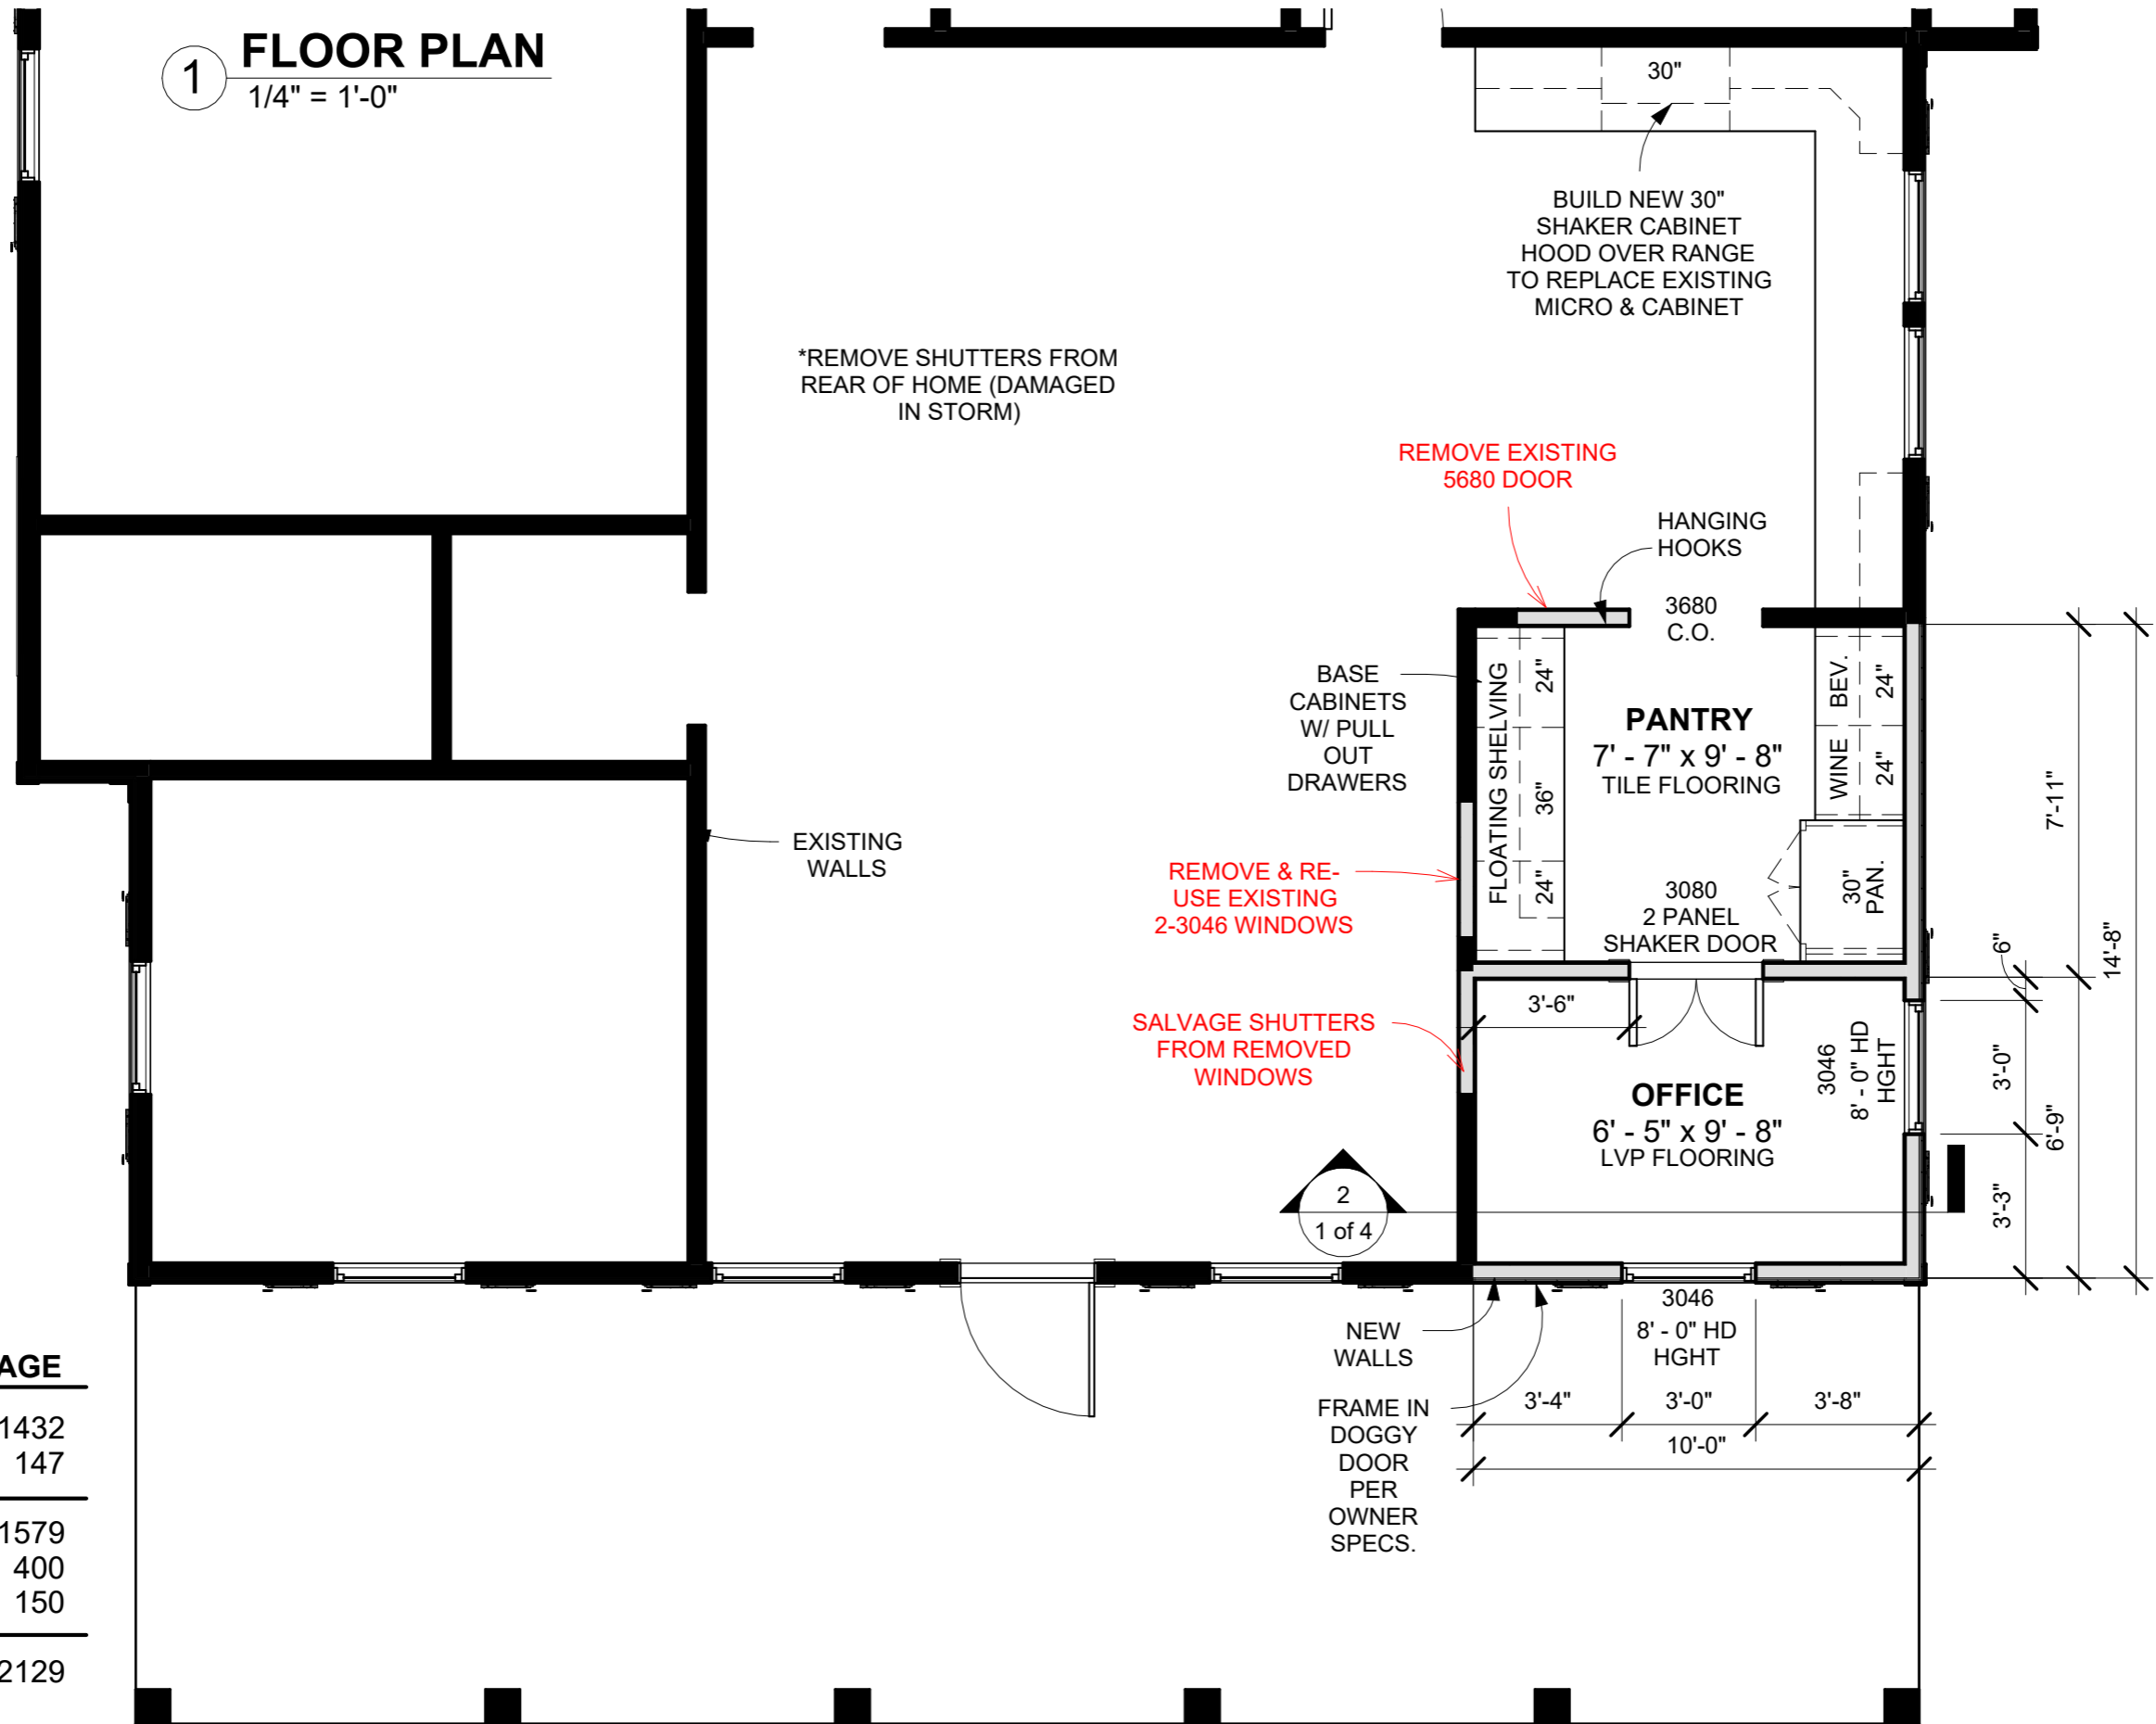 1
FLOOR PLAN
1/4" = 1'-0"
30"
BUILD NEW 30"
SHAKER CABINET
HOOD OVER RANGE
TO REPLACE EXISTING
MICRO & CABINET
*REMOVE SHUTTERS FROM
REAR OF HOME (DAMAGED
IN STORM)
REMOVE EXISTING
5680 DOOR
HANGING
HOOKS
3680
C.O.
BASE
CABINETS
W/ PULL
OUT
DRAWERS
FLOATING SHELVING
24"
36"
24"
PANTRY
7' - 7" x 9' - 8"
TILE FLOORING
BEV.
24"
WINE
24"
30"
PAN.
EXISTING
WALLS
REMOVE & RE-
USE EXISTING
2-3046 WINDOWS
3080
2 PANEL
SHAKER DOOR
SALVAGE SHUTTERS
FROM REMOVED
WINDOWS
3'-6"
OFFICE
6' - 5" x 9' - 8"
LVP FLOORING
3046
8' - 0" HD
HGHT
7'-11"
14'-8"
6"
3'-0"
6'-9"
3'-3"
2
1 of 4
NEW
WALLS
3046
8' - 0" HD
HGHT
FRAME IN
DOGGY
DOOR
PER
OWNER
SPECS.
3'-4"
3'-0"
3'-8"
10'-0"
AGE
1432
147
1579
400
150
2129